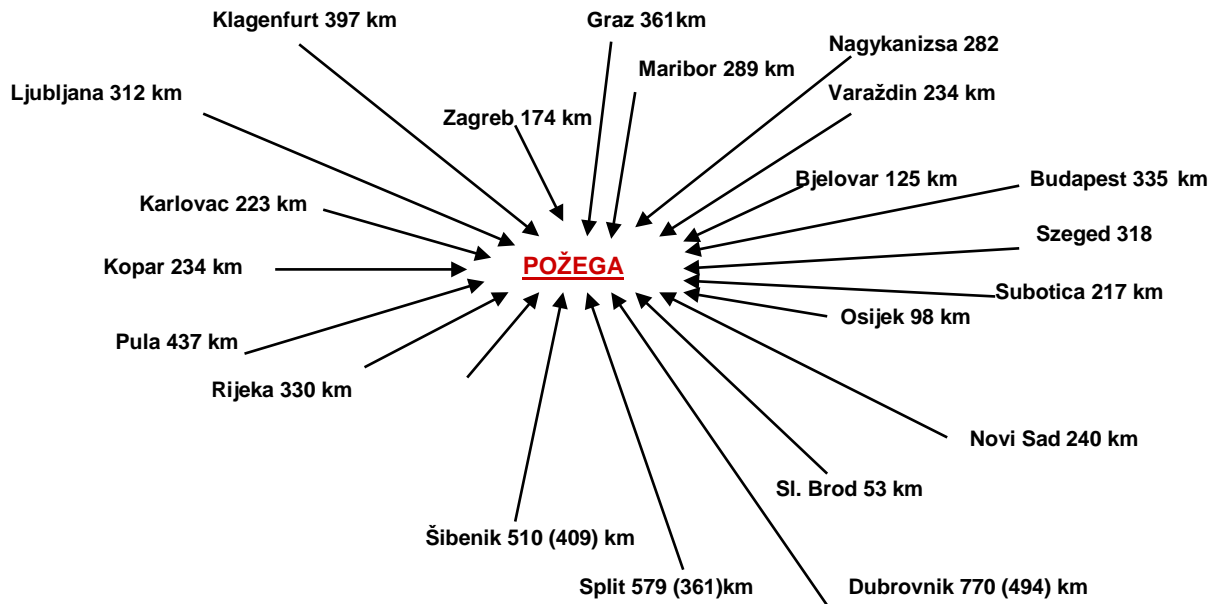 Klagenfurt 397 km
Graz 361km
Nagykanizsa 282
Maribor 289 km
Ljubljana 312 km
Varaždin 234 km
Zagreb 174 km
Bjelovar 125 km
Budapest 335 km
Karlovac 223 km
Szeged 318
Kopar 234 km
POŽEGA
Subotica 217 km
Osijek 98 km
Pula 437 km
Rijeka 330 km
Novi Sad 240 km
Sl. Brod 53 km
Šibenik 510 (409) km
Split 579 (361)km
Dubrovnik 770 (494) km